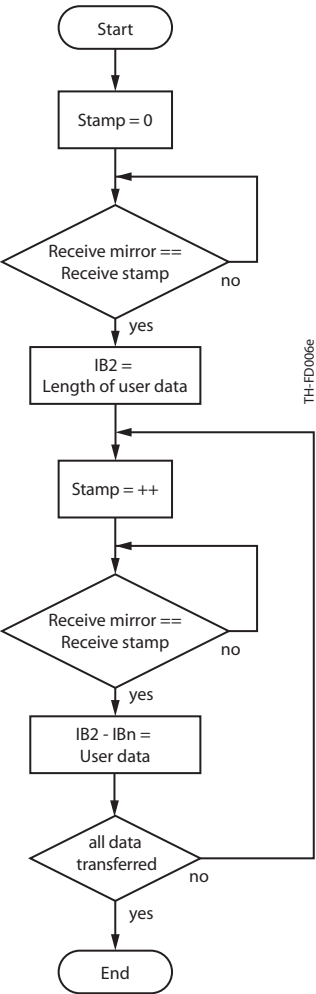 Start
Stamp = 0
Receive mirror ==
Receive stamp
no
yes
IB2 =
Length of user data
TH-FD006e
Stamp = ++
Receive mirror ==
Receive stamp
no
yes
IB2 - IBn =
User data
all data
transferred
no
yes
End